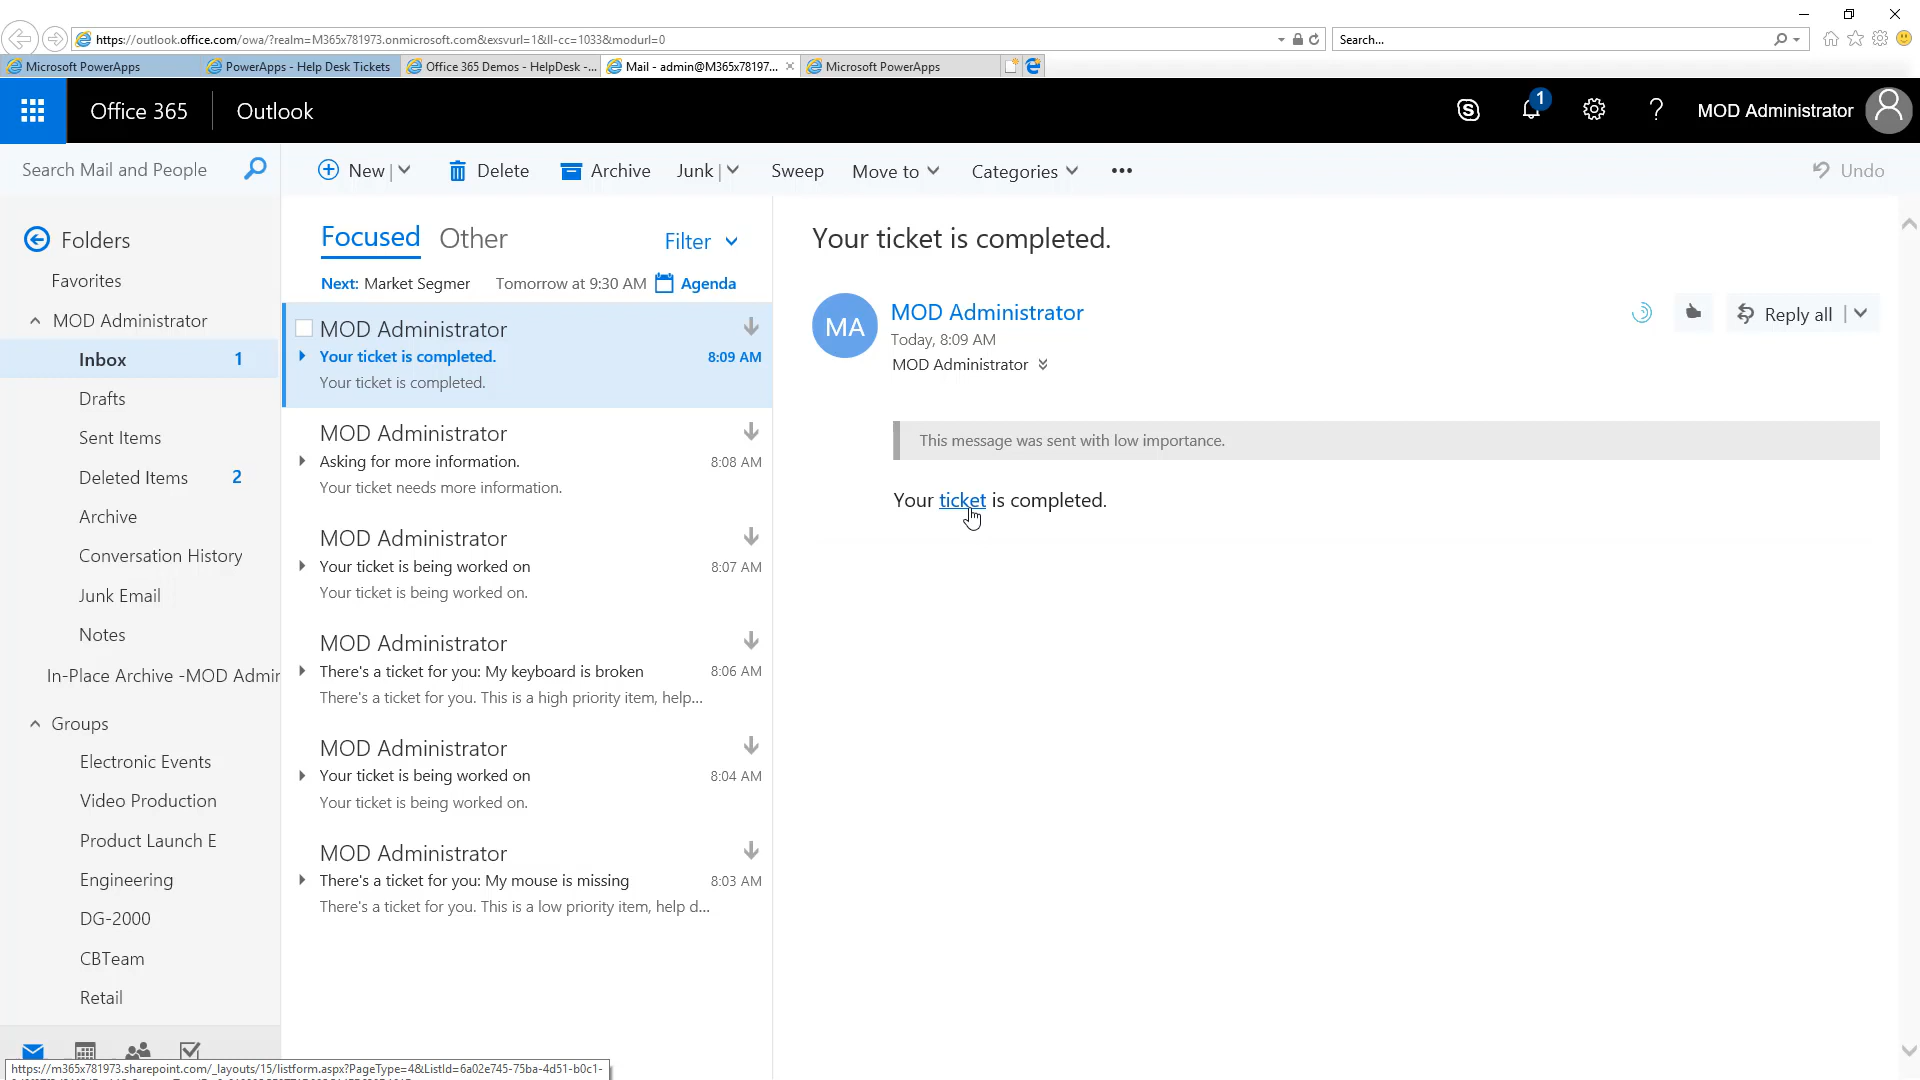 https://outlook.office.com/owa/?realm=M365x781973.onmicrosoft.com&exsvurl=1&ll-cc=1033&modurl=0
Search...
Microsoft PowerApps
PowerApps - Help Desk Tickets
Office 365 Demos - HelpDesk -...
Mail - admin@M365x78197...
Microsoft PowerApps
Office 365
Outlook
1
?
MOD Administrator
Search Mail and People
New
Delete
Archive
Junk
Sweep
Move to
Categories
Undo
Folders
Favorites
MOD Administrator
Inbox 1
Drafts
Sent Items
Deleted Items 2
Archive
Conversation History
Junk Email
Notes
In-Place Archive -MOD Admir
Groups
Electronic Events
Video Production
Product Launch E
Engineering
DG-2000
CBTeam
Retail
Focused Other Filter
Next: Market Segmer Tomorrow at 9:30 AM Agenda
MOD Administrator
Your ticket is completed. 8:09 AM
Your ticket is completed.
MOD Administrator
Asking for more information. 8:08 AM
Your ticket needs more information.
MOD Administrator
Your ticket is being worked on 8:07 AM
Your ticket is being worked on.
MOD Administrator
There's a ticket for you: My keyboard is broken 8:06 AM
There's a ticket for you. This is a high priority item, help...
MOD Administrator
Your ticket is being worked on 8:04 AM
Your ticket is being worked on.
MOD Administrator
There's a ticket for you: My mouse is missing 8:03 AM
There's a ticket for you. This is a low priority item, help d...
Your ticket is completed.
MA
MOD Administrator
Today, 8:09 AM
MOD Administrator
Reply all
This message was sent with low importance.
Your ticket is completed.
https://m365x781973.sharepoint.com/_layouts/15/listform.aspx?PageType=4&ListId=6a02e745-75ba-4d51-b0c1-